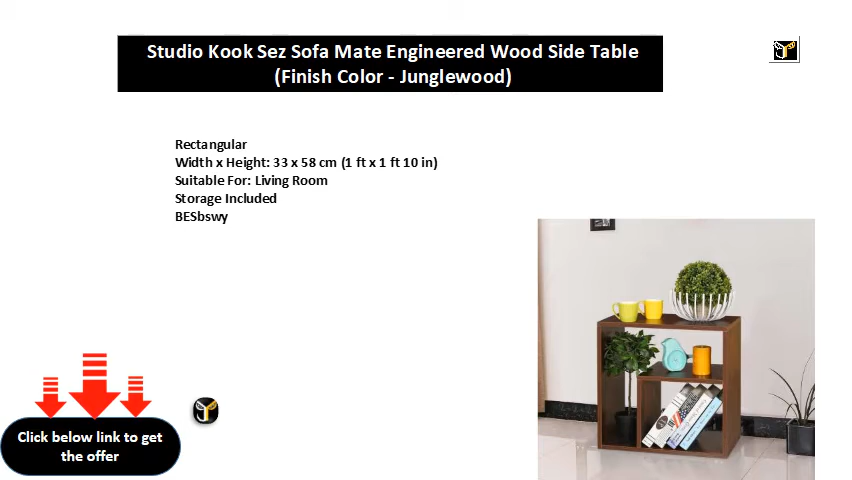 Studio Kook Sez Sofa Mate Engineered Wood Side Table
(Finish Color - Junglewood)
Rectangular
Width x Height: 33 x 58 cm (1 ft x 1 ft 10 in)
Suitable For: Living Room
Storage Included
BESbswy
Click below link to get
the offer